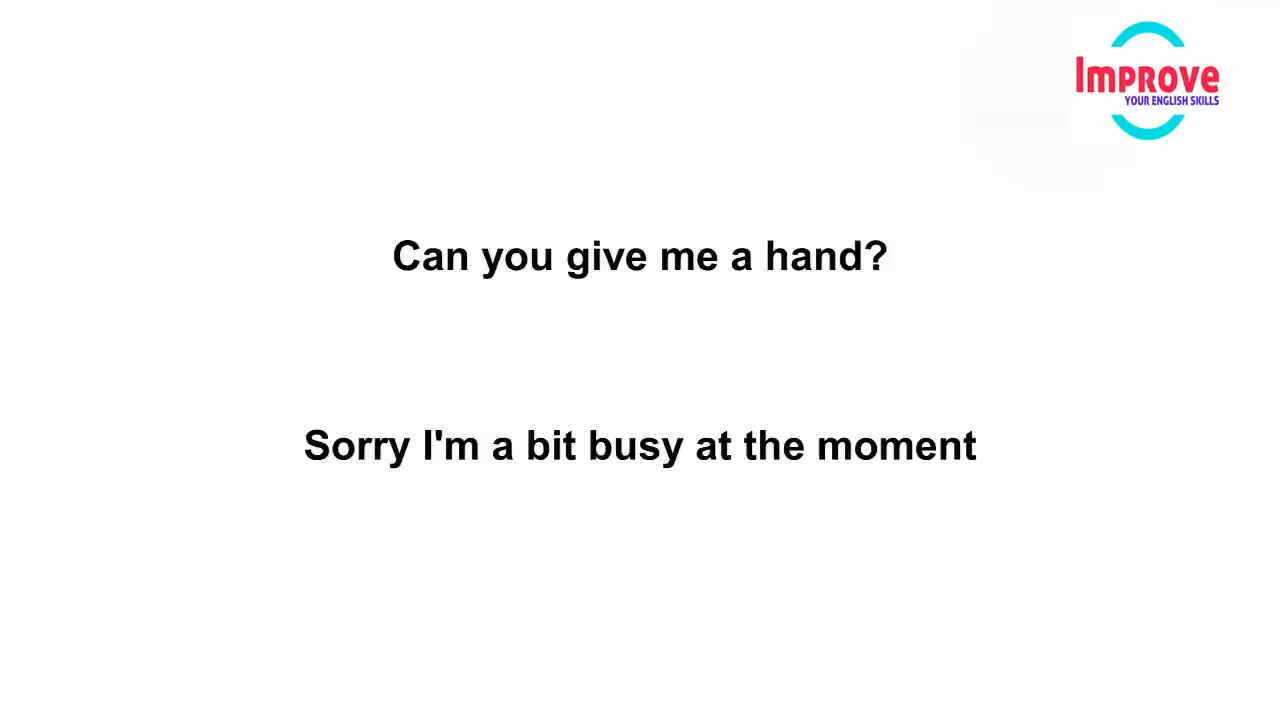 Improve
YOUR ENGLISH SKILLS
Can you give me a hand?
Sorry I'm a bit busy at the moment